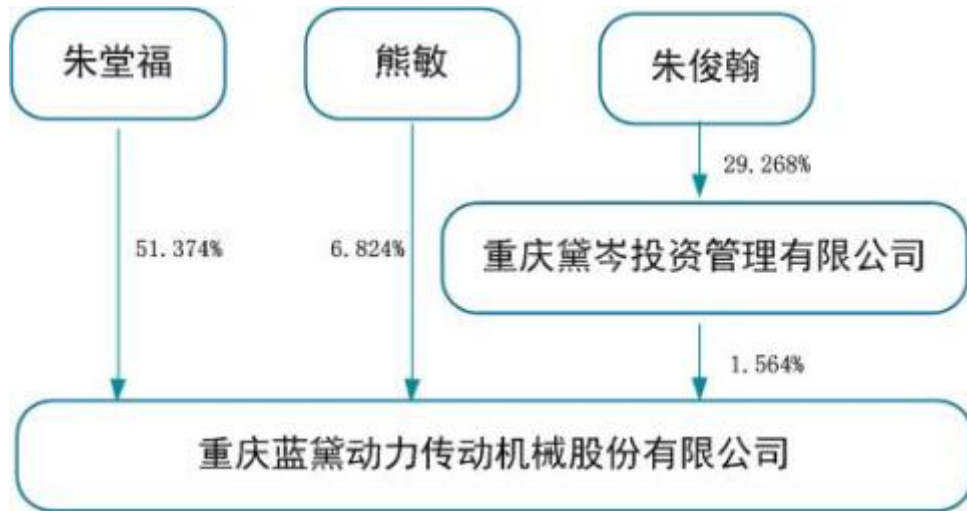 朱堂福
熊敏
朱俊翰
29.268%
51.374%
6.824%
重庆黛岑投资管理有限公司
1.564%
重庆蓝黛动力传动机械股份有限公司